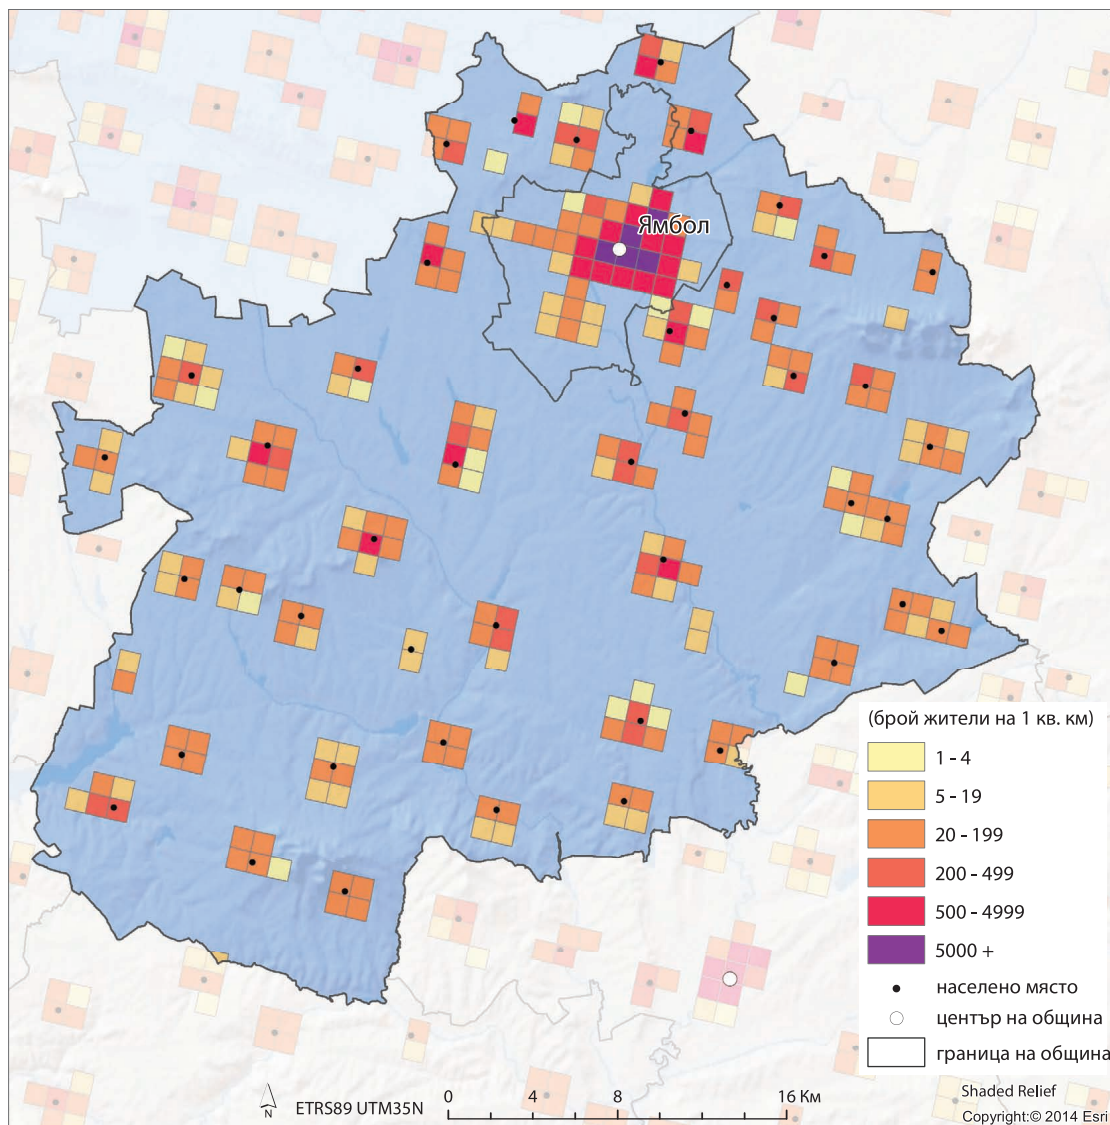 Ямбол
(брой жители на 1 кв. км)
1 - 4
5 - 19
20 - 199
200 - 499
500 - 4999
5000 +
населено място
център на община
граница на община
N
ETRS89 UTM35N
0 4 8 16 Км
Shaded Relief
Copyright:© 2014 Esri